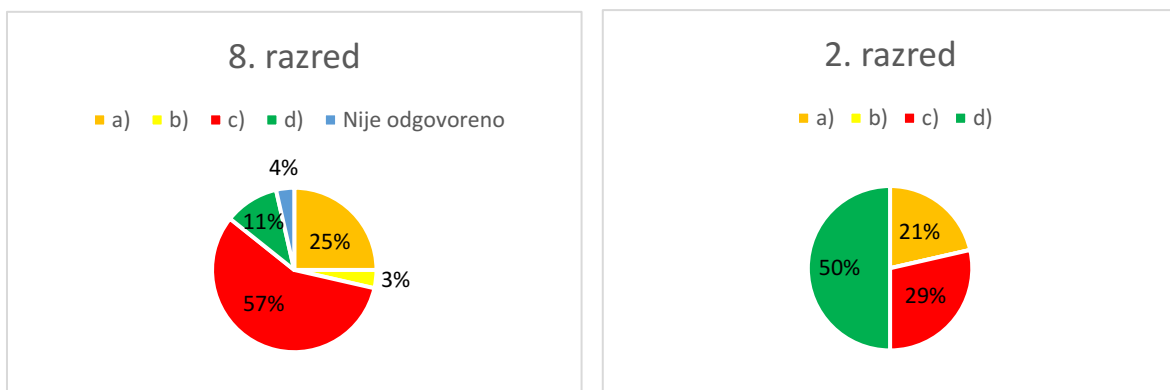 8. razred
a) b) c) d) Nije odgovoreno
4%
11%
25%
3%
57%
2. razred
a) b) c) d)
21%
50%
29%